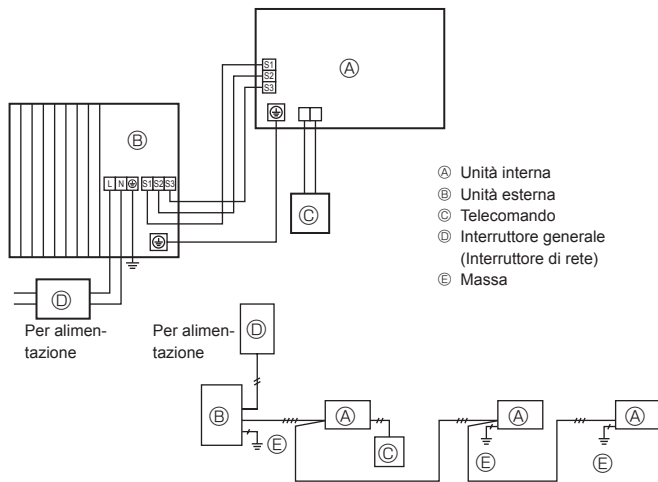 S1
S2
S3
Ⓐ
Ⓑ
L N S1 S2 S3
Ⓒ
Ⓐ Unità interna
Ⓑ Unità esterna
Ⓒ Telecomando
Ⓓ Interruttore generale
(Interruttore di rete)
Ⓔ Massa
Ⓓ
Per alimen-
tazione
Per alimen-
tazione
Ⓓ
Ⓑ
Ⓔ
Ⓐ
Ⓒ
Ⓐ
Ⓔ
Ⓐ
Ⓔ